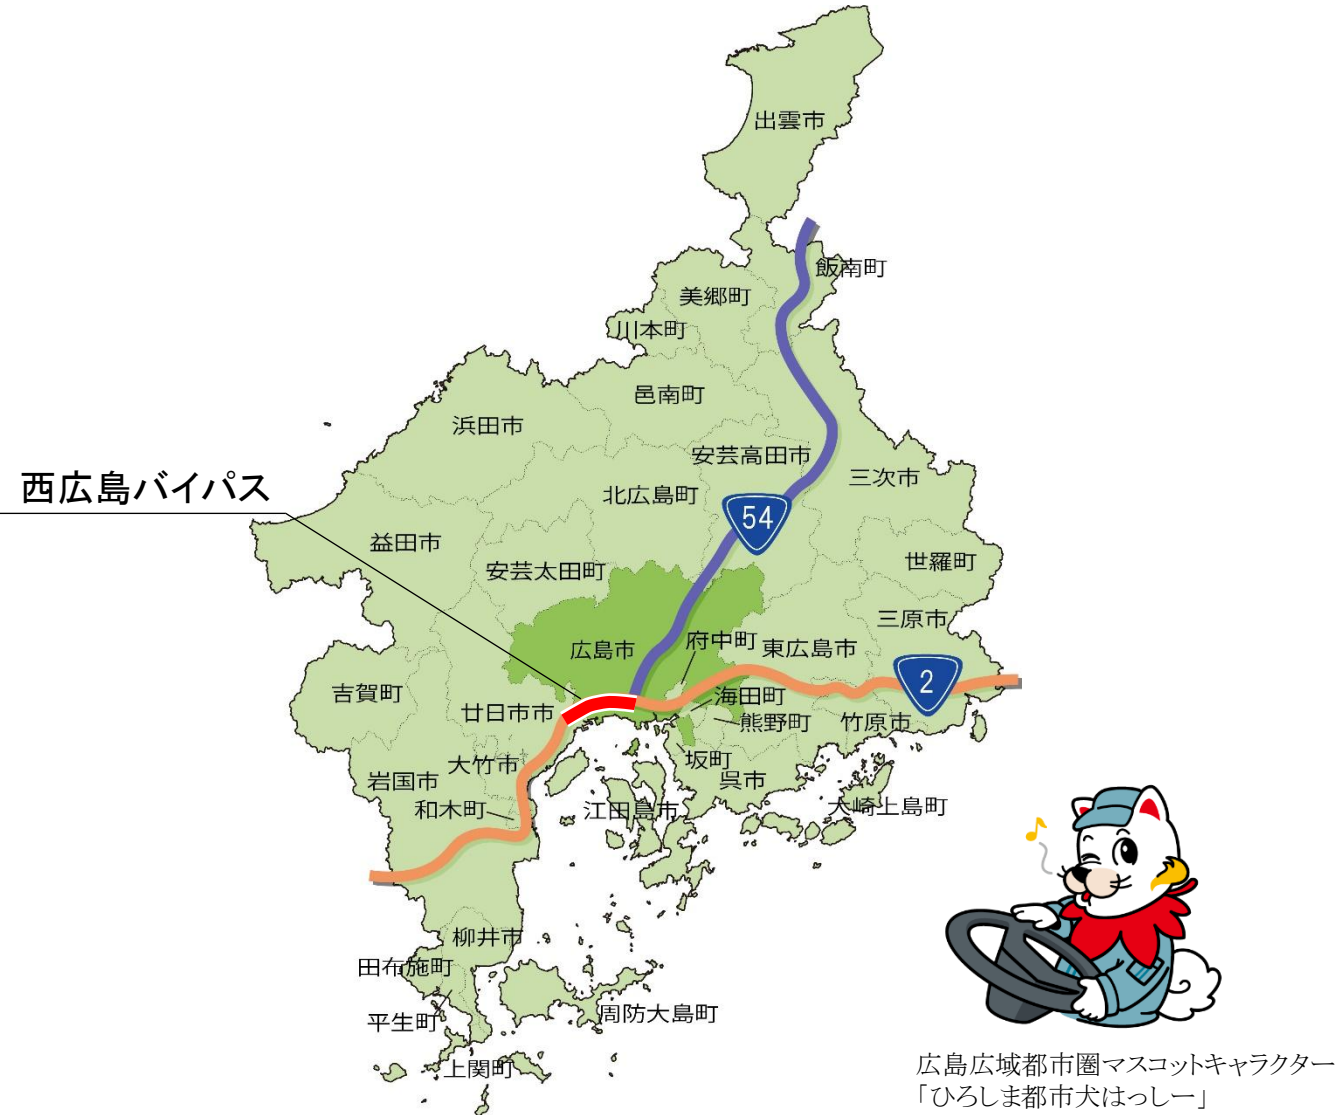 出雲市
飯南町
美郷町
川本町
邑南町
浜田市
安芸高田市
三次市
西広島バイパス
北広島町
54
益田市
世羅町
安芸太田町
三原市
広島市
府中町
東広島市
2
吉賀町
海田町
廿日市市
熊野町
竹原市
坂町
大竹市
岩国市
呉市
和木町
江田島市
大崎上島町
柳井市
田布施町
周防大島町
平生町
上関町
広島広域都市圏マスコットキャラクター
「ひろしま都市犬はっしー」